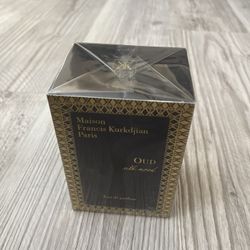 Maison
Francis Kurkdjian
Paris
OUD
silk mood
Eau de parfum